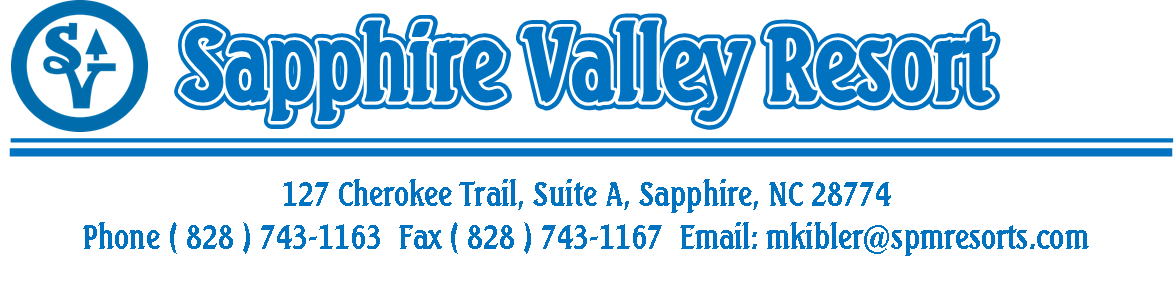 SV Sapphire Valley Resort
127 Cherokee Trail, Suite A, Sapphire, NC 28774
Phone ( 828 ) 743-1163 Fax ( 828 ) 743-1167 Email: mkibler@spmresorts.com